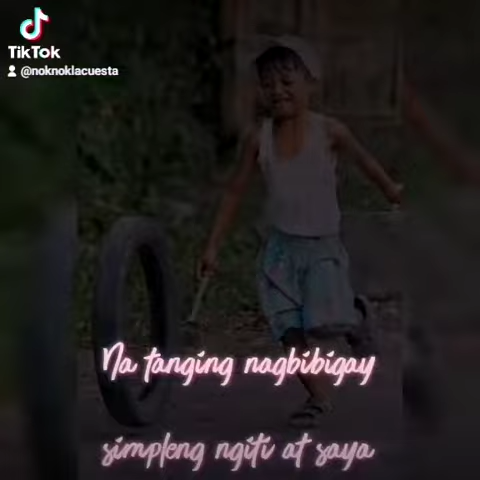 TikTok
@noknoklacuesta
Na tanging nagbibigay
simpleng ngiti at saya